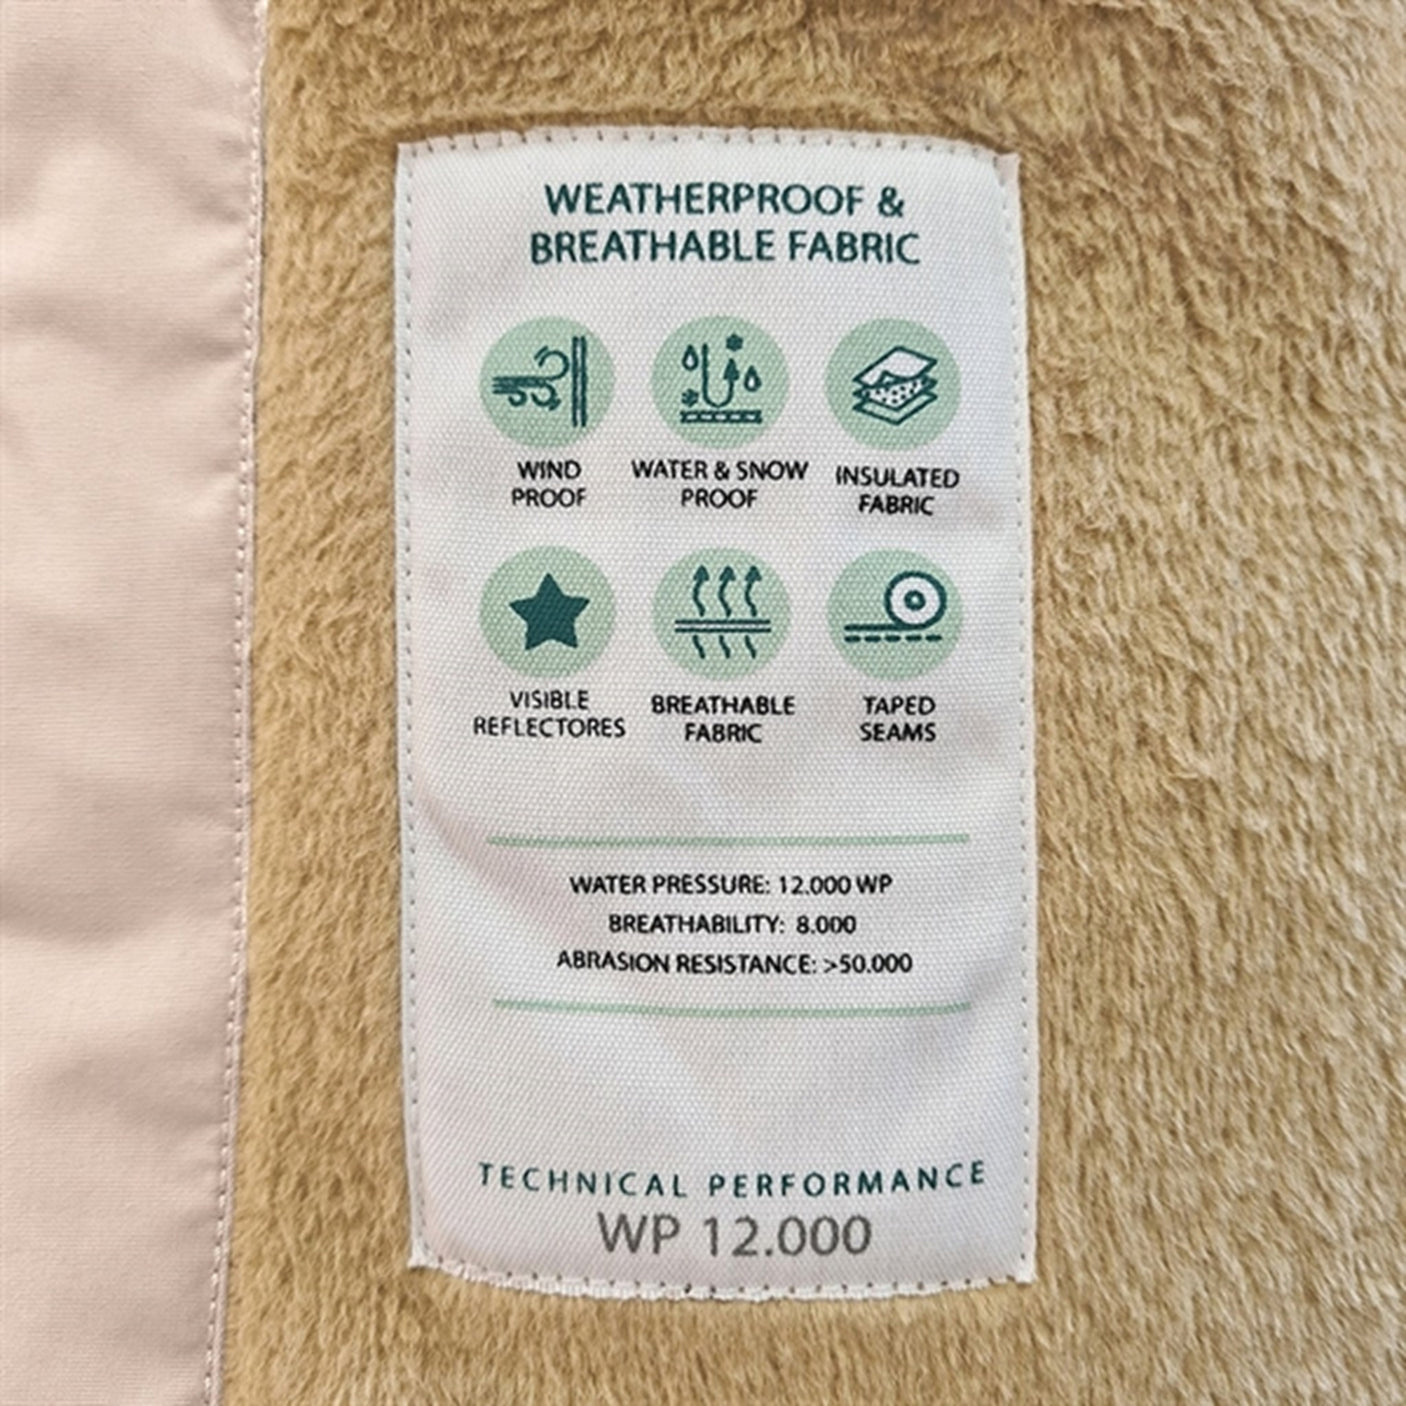 WEATHERPROOF &
BREATHABLE FABRIC
WIND
PROOF
WATER & SNOW
PROOF
INSULATED
FABRIC
VISIBLE
REFLECTORES
BREATHABLE
FABRIC
TAPED
SEAMS
WATER PRESSURE: 12.000 WP
BREATHABILITY: 8.000
ABRASION RESISTANCE: >50.000
TECHNICAL PERFORMANCE
WP 12.000